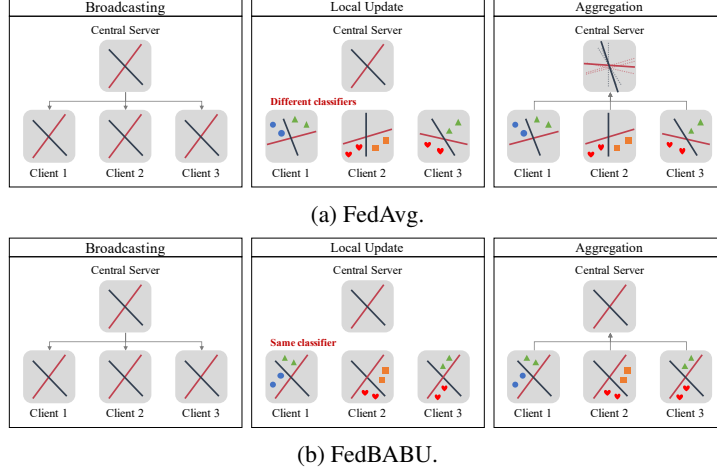 Broadcasting
Local Update
Aggregation
Central Server
Central Server
Central Server
Different classifiers
Client 1
Client 2
Client 3
Client 1
Client 2
Client 3
Client 1
Client 2
Client 3
(a) FedAvg.
Broadcasting
Local Update
Aggregation
Central Server
Central Server
Central Server
Same classifier
Client 1
Client 2
Client 3
Client 1
Client 2
Client 3
Client 1
Client 2
Client 3
(b) FedBABU.